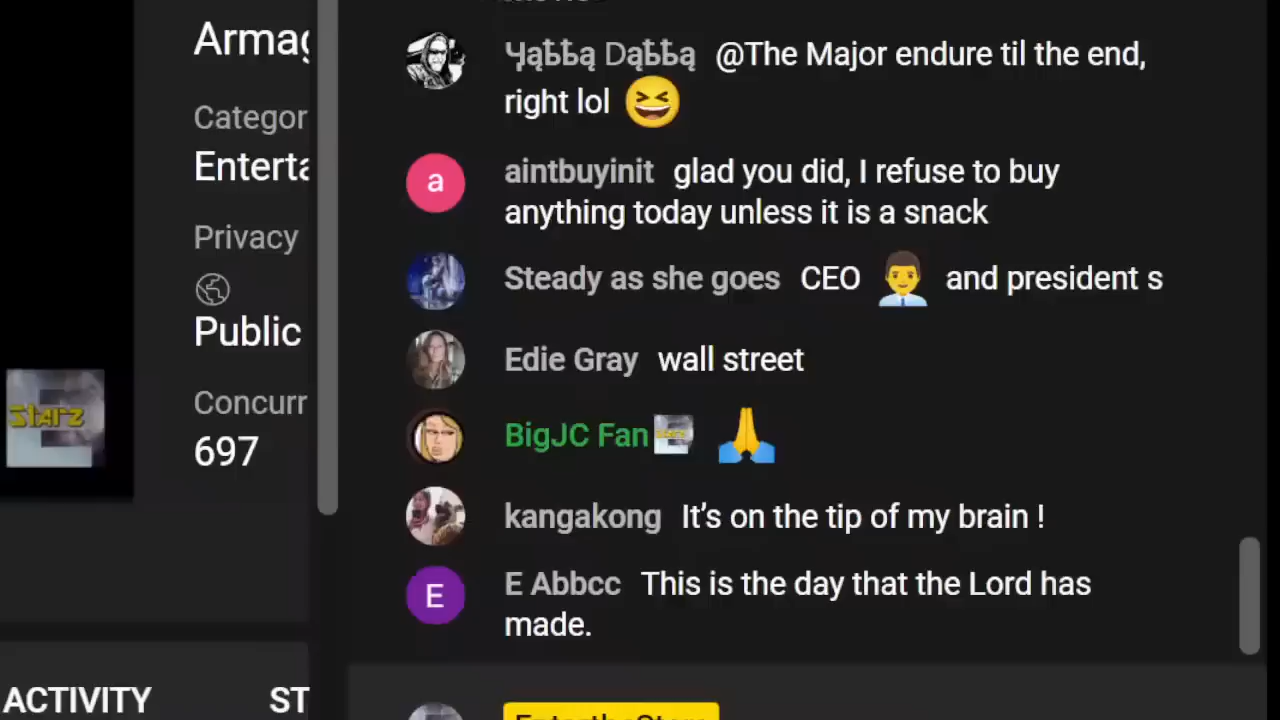 Armag
Categor
Enterta
Privacy
Public
Concurr
697
ACTIVITY ST
Starz
Ყąϩϩą Dąϩϩą @The Major endure til the end,
right lol 😆
a
aintbuyinit glad you did, I refuse to buy
anything today unless it is a snack
Steady as she goes CEO 👨‍💼 and president s
Edie Gray wall street
BigJC Fan 🙏
kangakong It’s on the tip of my brain !
E
E Abbcc This is the day that the Lord has
made.